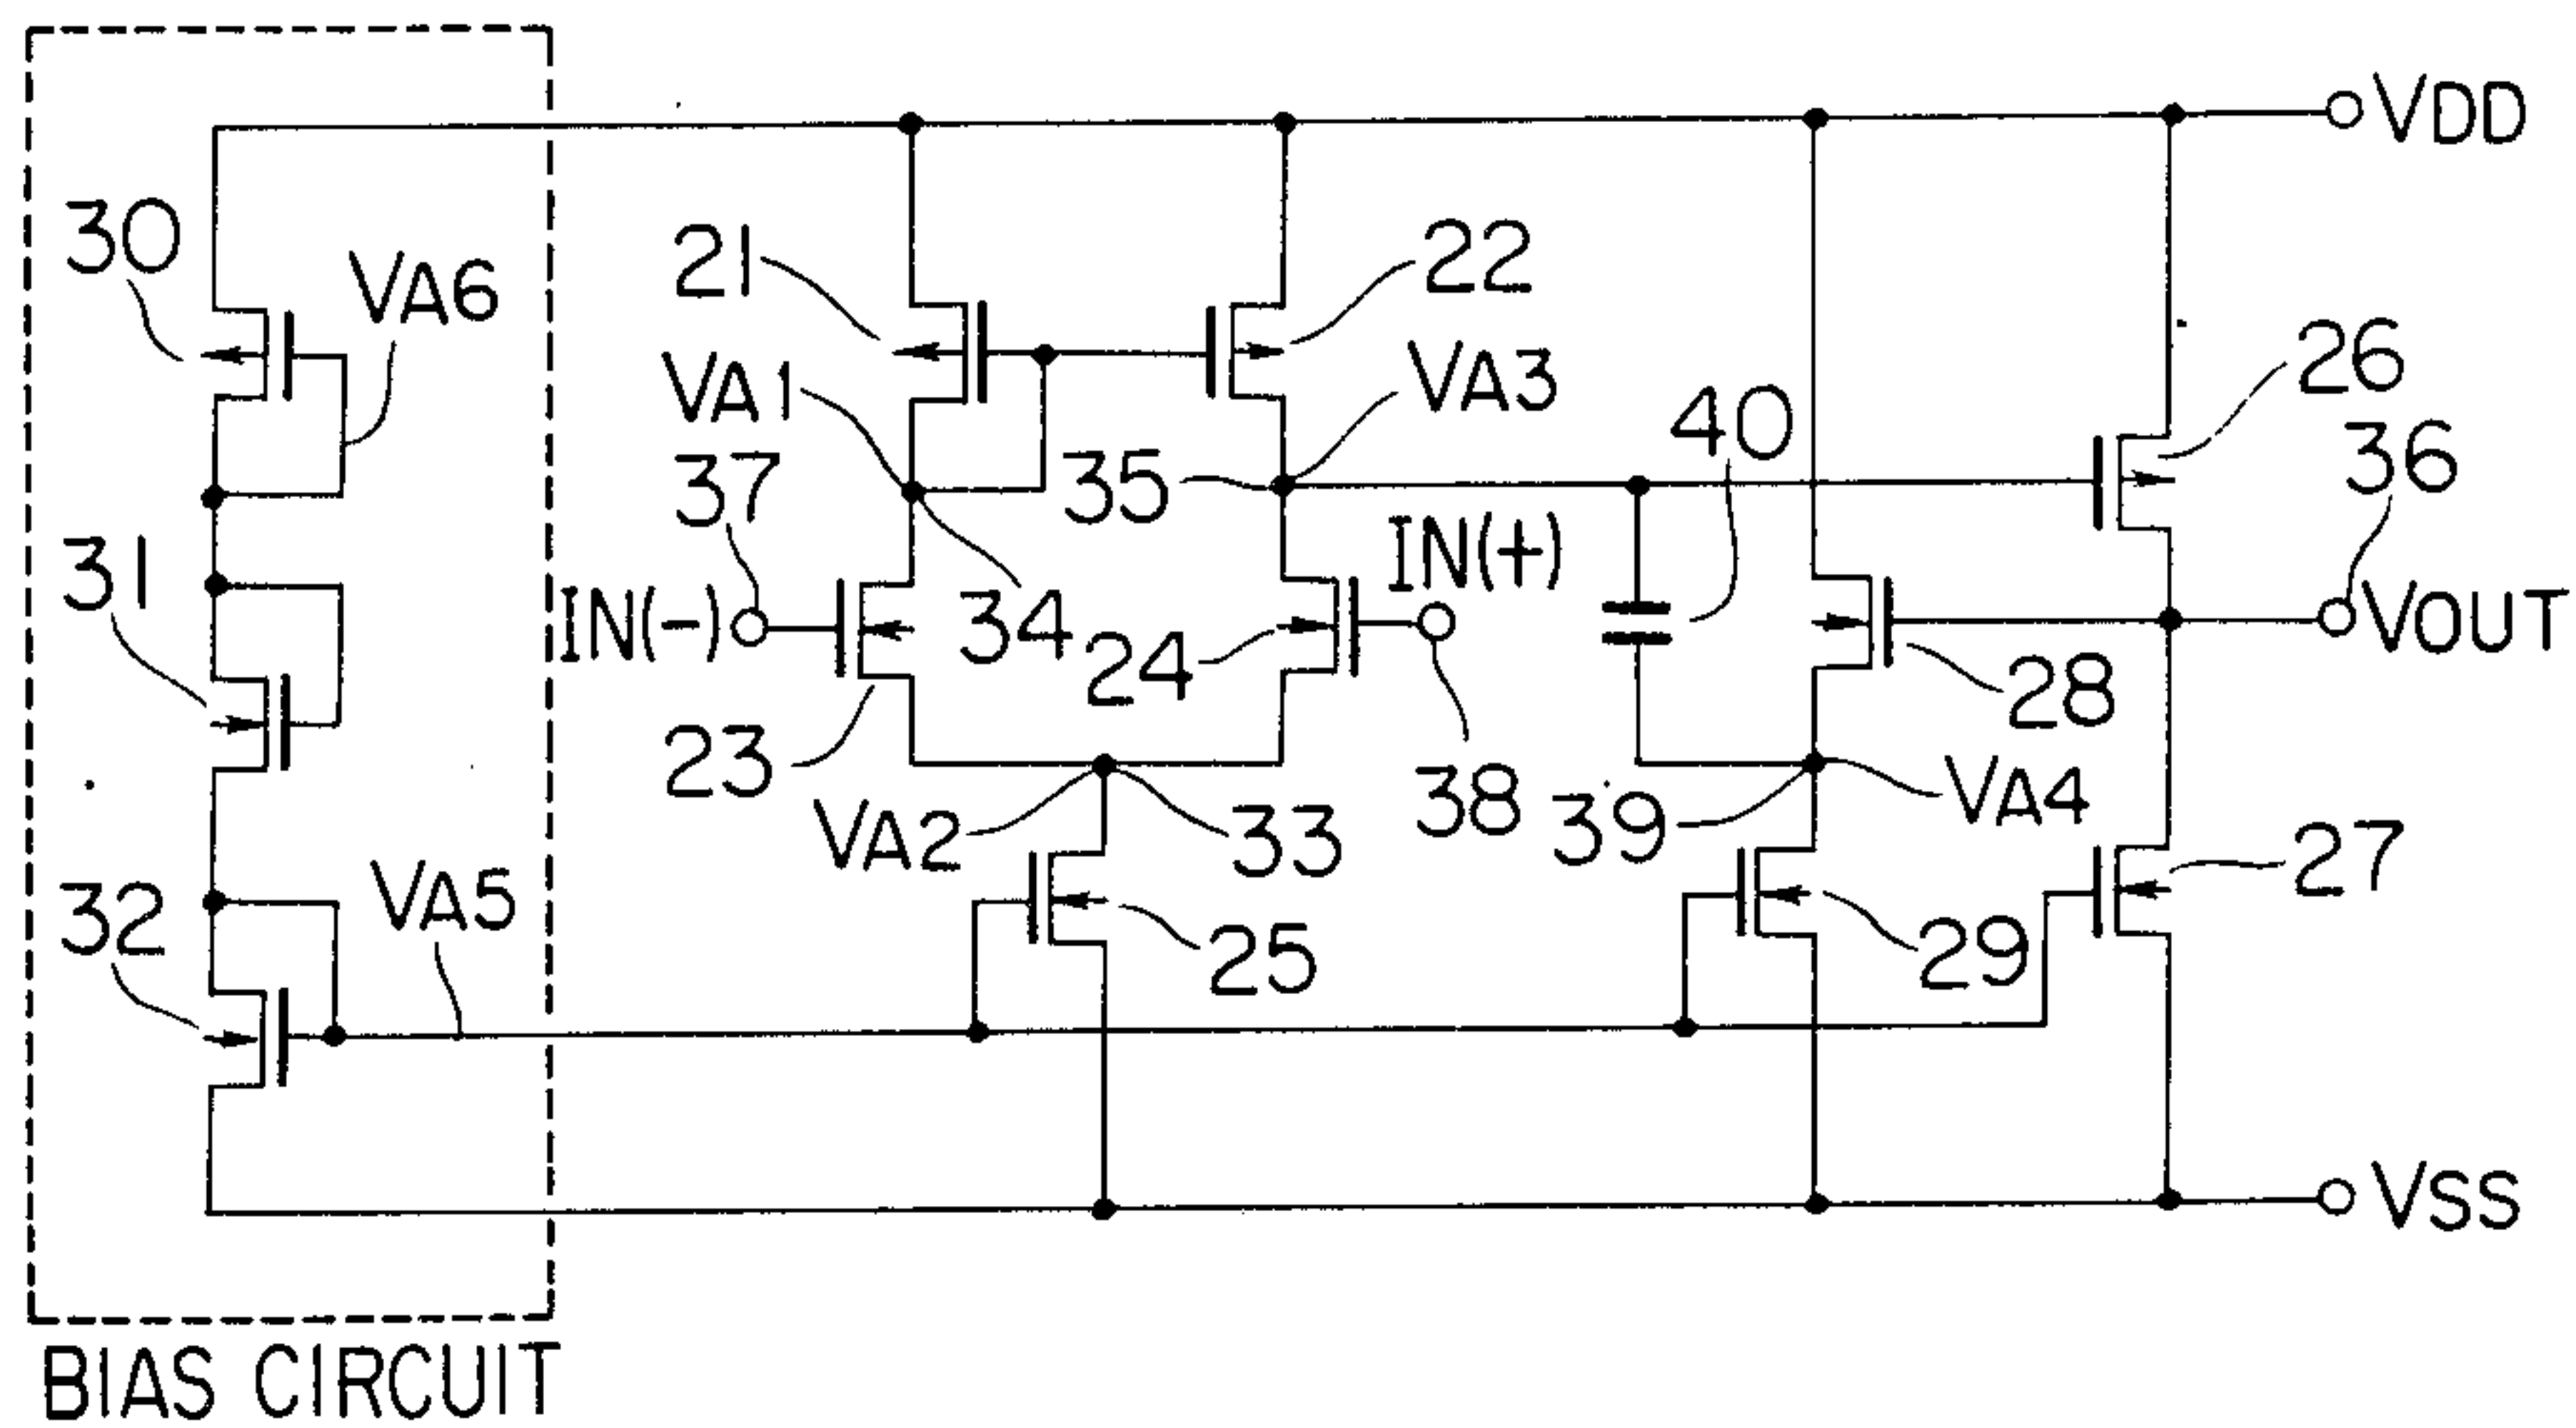 VDD
30
VA6
21
22
VA1
VA3
26
40
36
37
35
IN(+)
31
IN(-)
34
24
VOUT
28
23
38
VA2
33
39
VA4
27
32
VA5
25
29
VSS
BIAS CIRCUIT